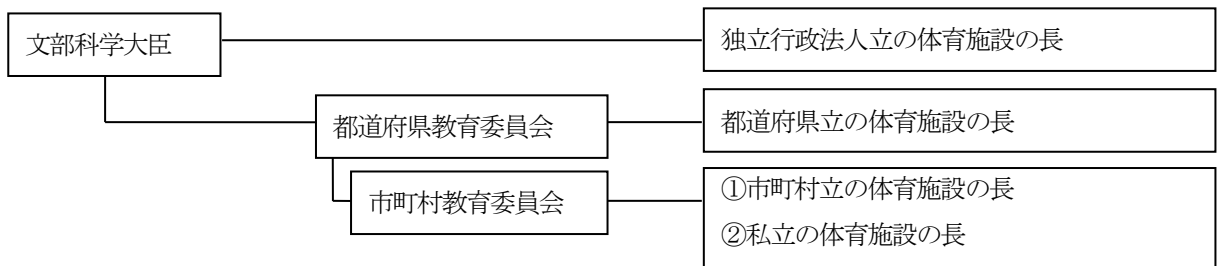 文部科学大臣
独立行政法人立の体育施設の長
都道府県教育委員会
都道府県立の体育施設の長
市町村教育委員会
①市町村立の体育施設の長
②私立の体育施設の長